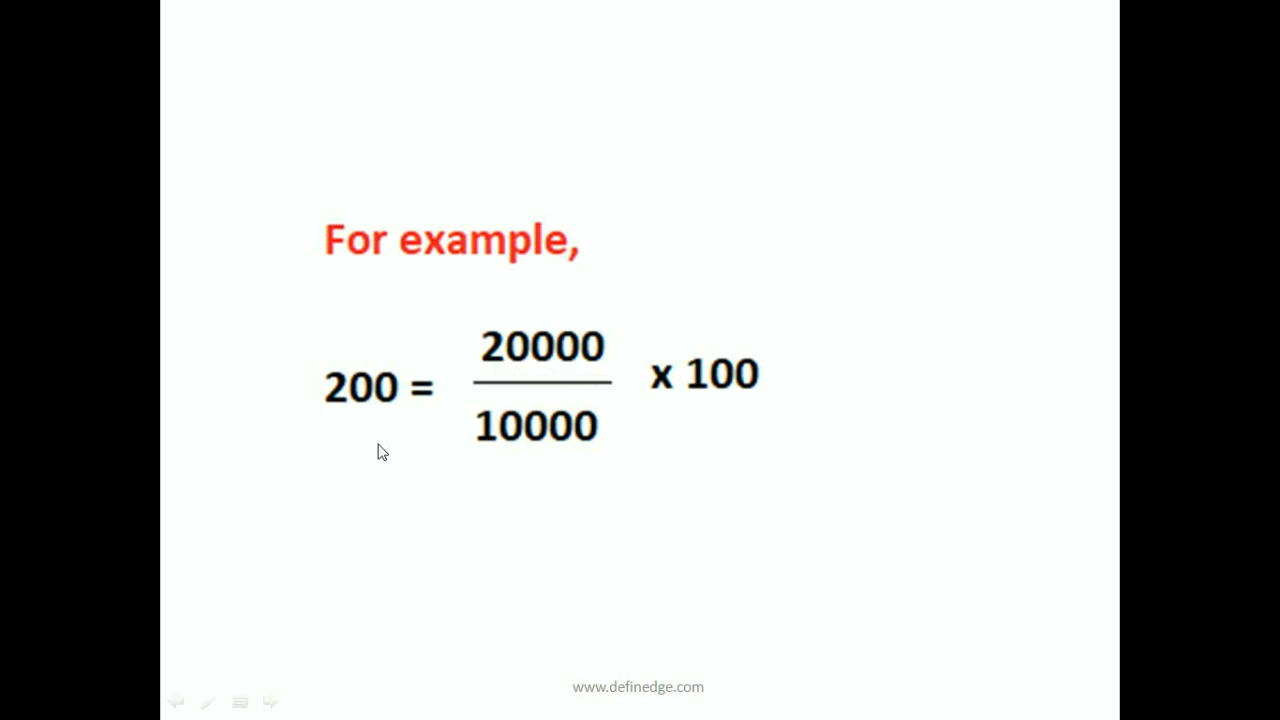 For example,
20000
200 = x 100
10000
www.definedge.com